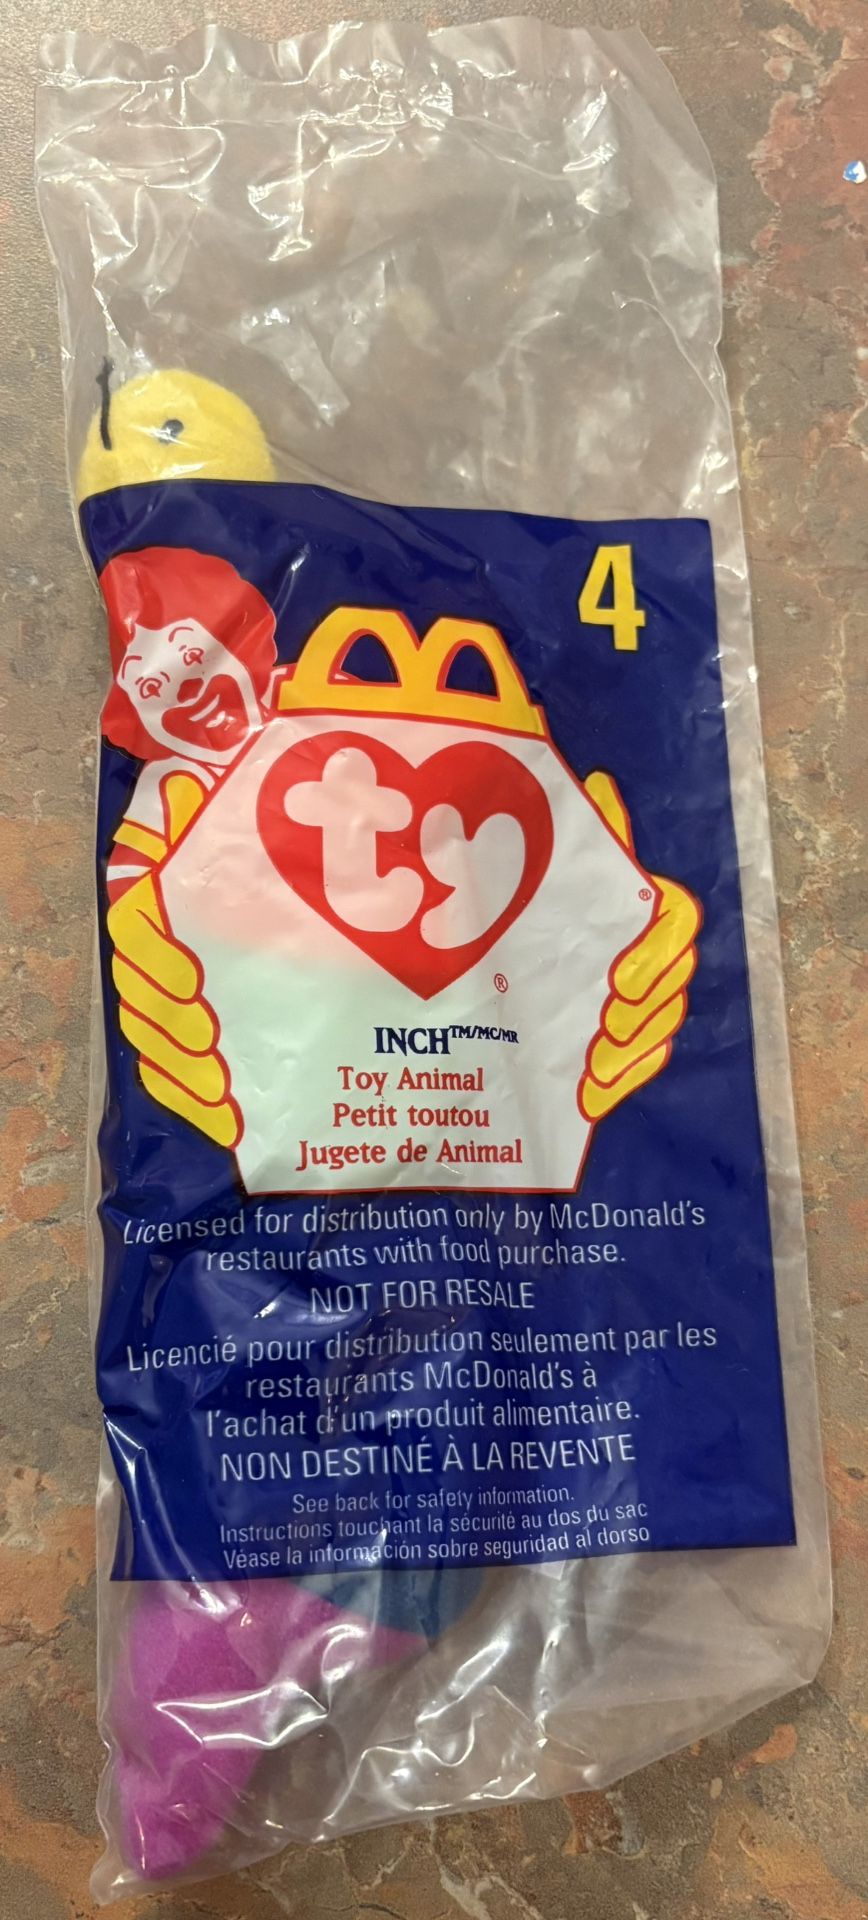 4
ty
®
®
INCH™/MC/MR
Toy Animal
Petit toutou
Jugete de Animal
Licensed for distribution only by McDonald's
restaurants with food purchase.
NOT FOR RESALE
Licencié pour distribution seulement par les
restaurants McDonald's à
l'achat d'un produit alimentaire.
NON DESTINÉ À LA REVENTE
See back for safety information.
Instructions touchant la sécurité au dos du sac
Véase la información sobre seguridad al dorso